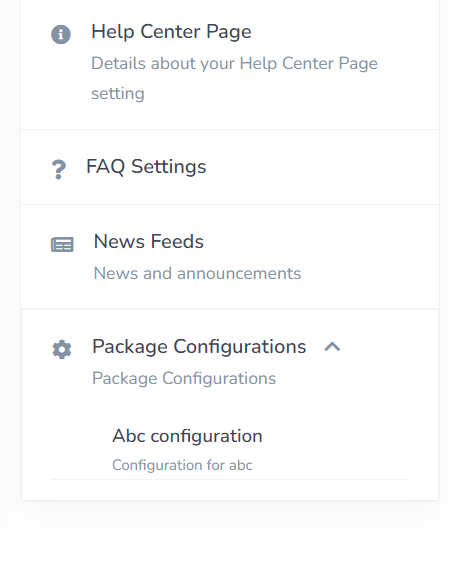 Help Center Page
Details about your Help Center Page
setting
FAQ Settings
News Feeds
News and announcements
Package Configurations
Package Configurations
Abc configuration
Configuration for abc